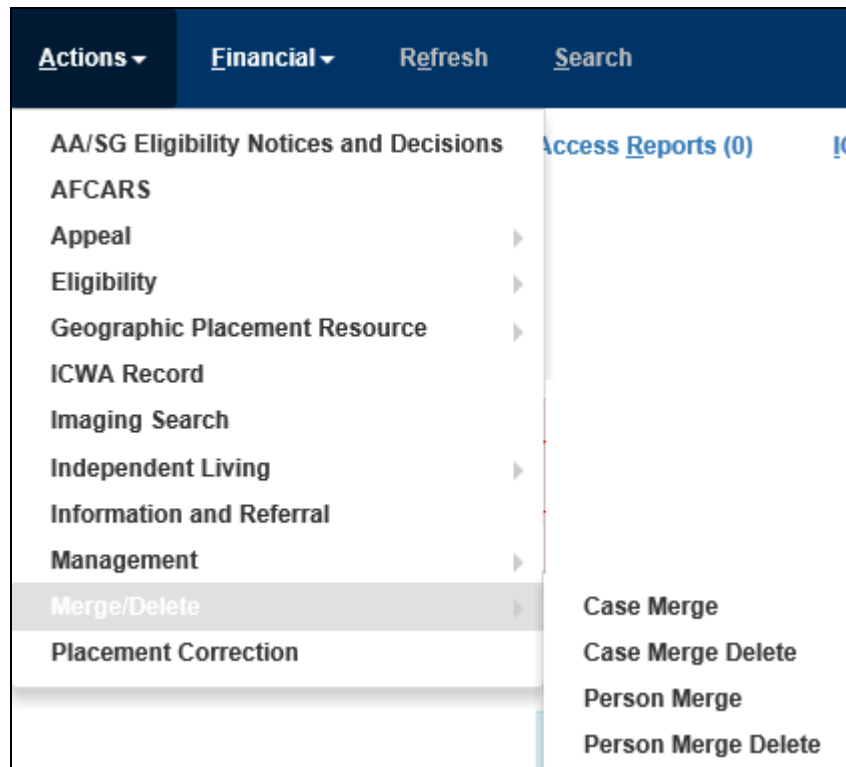 Actions Financial Refresh Search
AA/SG Eligibility Notices and Decisions
Access Reports (0)
AFCARS
Appeal
Eligibility
Geographic Placement Resource
ICWA Record
Imaging Search
Independent Living
Information and Referral
Management
Merge/Delete
Placement Correction
Case Merge
Case Merge Delete
Person Merge
Person Merge Delete